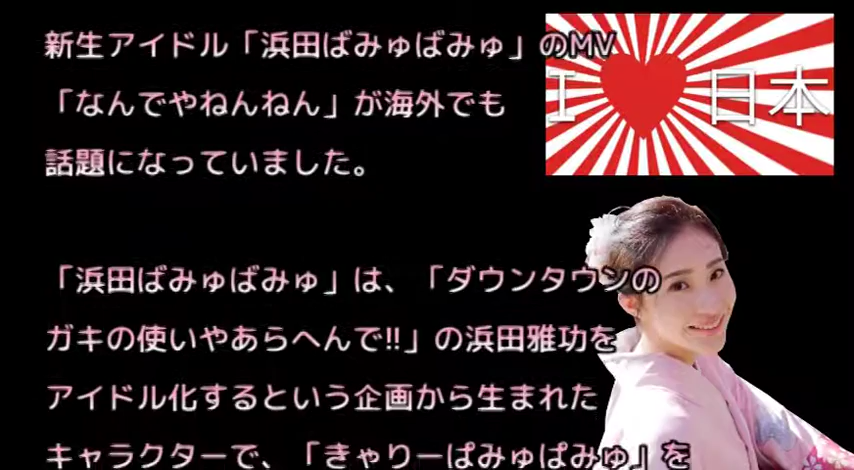 新生アイドル「浜田ばみゅばみゅ」のMV
「なんでやねんねん」が海外でも
話題になっていました。
I 日本
「浜田ばみゅばみゅ」は、「ダウンタウンの
ガキの使いやあらへんで!!」の浜田雅功を
アイドル化するという企画から生まれた
キャラクターで、「きゃりーぱみゅぱみゅ」を